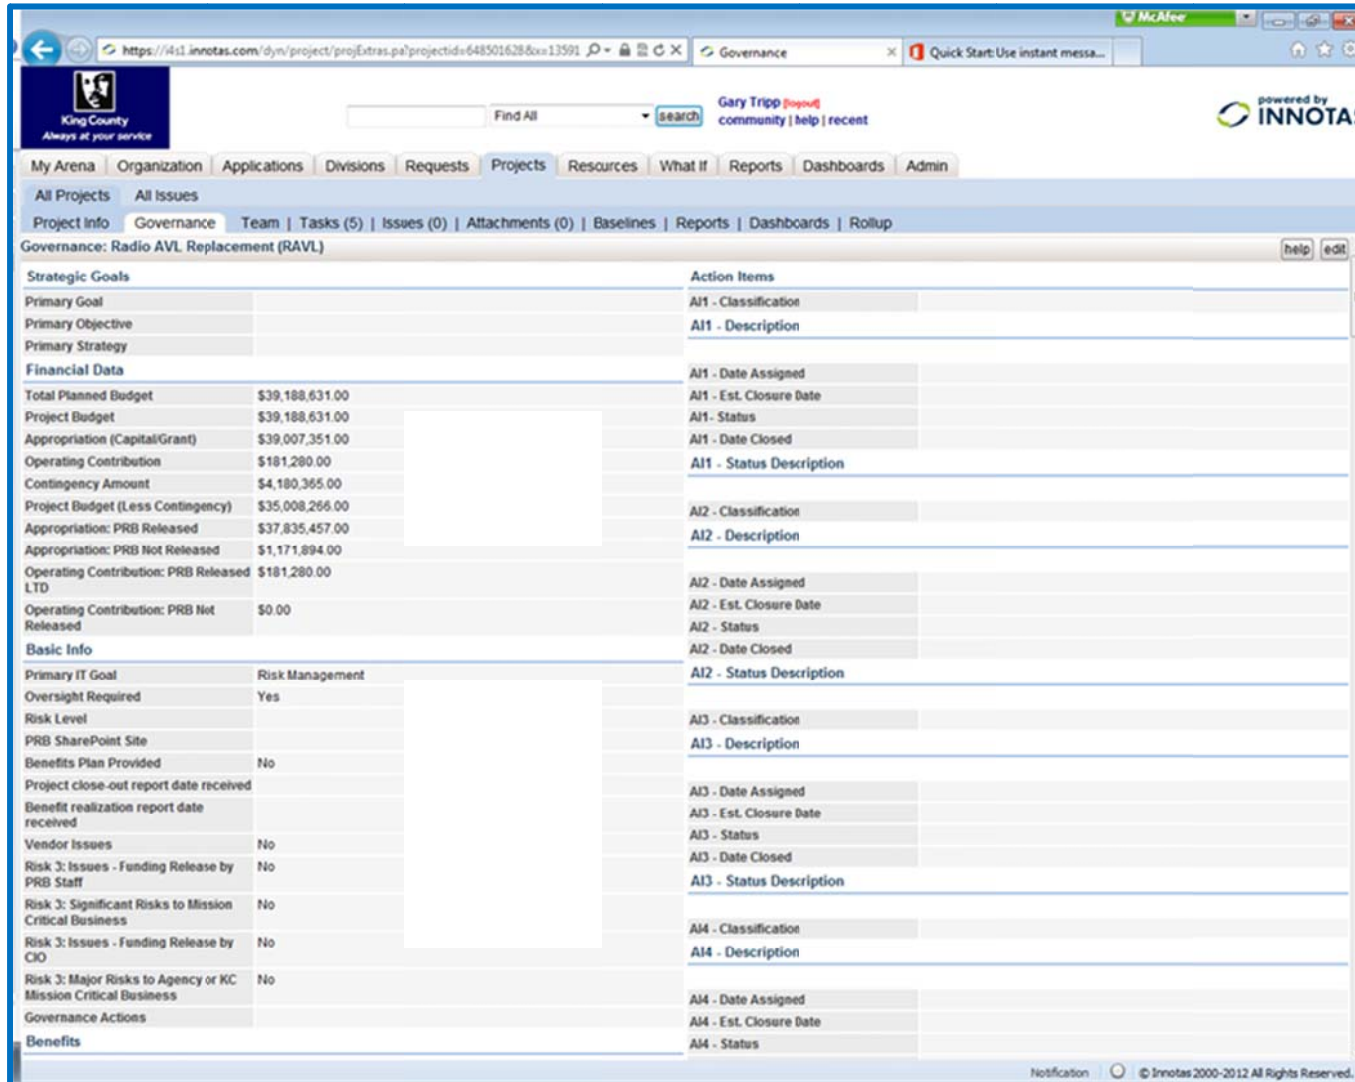 McAfee
https://i4s1.innotas.com/dyn/project/projExtras.pa?projectid=648501628&x=13591
Governance
Quick Start: Use instant messa...
King County
Always at your service
Find All
search
Gary Tripp [logout]
community | help | recent
powered by
INNOTAS
My Arena Organization Applications Divisions Requests Projects Resources What If Reports Dashboards Admin
All Projects All Issues
Project Info Governance Team | Tasks (5) | Issues (0) | Attachments (0) | Baselines | Reports | Dashboards | Rollup
Governance: Radio AVL Replacement (RAVL)
help edit
Strategic Goals
Primary Goal
Primary Objective
Primary Strategy
Financial Data
Total Planned Budget $39,188,631.00
Project Budget $39,188,631.00
Appropriation (Capital/Grant) $39,007,351.00
Operating Contribution $181,280.00
Contingency Amount $4,180,365.00
Project Budget (Less Contingency) $35,008,266.00
Appropriation: PRB Released $37,835,457.00
Appropriation: PRB Not Released $1,171,894.00
Operating Contribution: PRB Released $181,280.00
LTD
Operating Contribution: PRB Not $0.00
Released
Basic Info
Primary IT Goal Risk Management
Oversight Required Yes
Risk Level
PRB SharePoint Site
Benefits Plan Provided No
Project close-out report date received
Benefit realization report date
received
Vendor Issues No
Risk 3: Issues - Funding Release by No
PRB Staff
Risk 3: Significant Risks to Mission No
Critical Business
Risk 3: Issues - Funding Release by No
CIO
Risk 3: Major Risks to Agency or KC No
Mission Critical Business
Governance Actions
Benefits
Action Items
AI1 - Classification
AI1 - Description
AI1 - Date Assigned
AI1 - Est. Closure Date
AI1- Status
AI1 - Date Closed
AI1 - Status Description
AI2 - Classification
AI2 - Description
AI2 - Date Assigned
AI2 - Est. Closure Date
AI2 - Status
AI2 - Date Closed
AI2 - Status Description
AI3 - Classification
AI3 - Description
AI3 - Date Assigned
AI3 - Est. Closure Date
AI3 - Status
AI3 - Date Closed
AI3 - Status Description
AI4 - Classification
AI4 - Description
AI4 - Date Assigned
AI4 - Est. Closure Date
AI4 - Status
Notification © Innotas 2000-2012 All Rights Reserved.